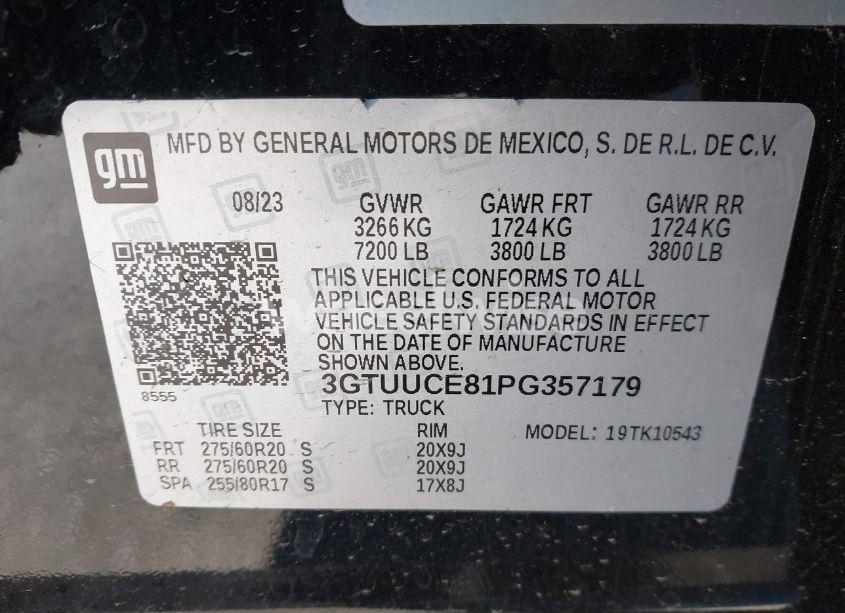 gm
MFD BY GENERAL MOTORS DE MEXICO, S. DE R.L. DE C.V.
08/23 GVWR GAWR FRT GAWR RR
3266 KG 1724 KG 1724 KG
7200 LB 3800 LB 3800 LB
THIS VEHICLE CONFORMS TO ALL
APPLICABLE U.S. FEDERAL MOTOR
VEHICLE SAFETY STANDARDS IN EFFECT
ON THE DATE OF MANUFACTURE
SHOWN ABOVE.
3GTUUCE81PG357179
8555
TYPE: TRUCK
TIRE SIZE RIM MODEL: 19TK10543
FRT 275/60R20 S 20X9J
RR 275/60R20 S 20X9J
SPA 255/80R17 S 17X8J